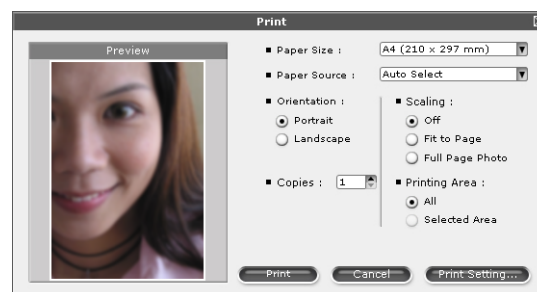 Print
Preview
Paper Size :
A4 (210 x 297 mm)
Paper Source :
Auto Select
Orientation :
Portrait
Landscape
Scaling :
Off
Fit to Page
Full Page Photo
Copies :
1
Printing Area :
All
Selected Area
Print
Cancel
Print Setting...